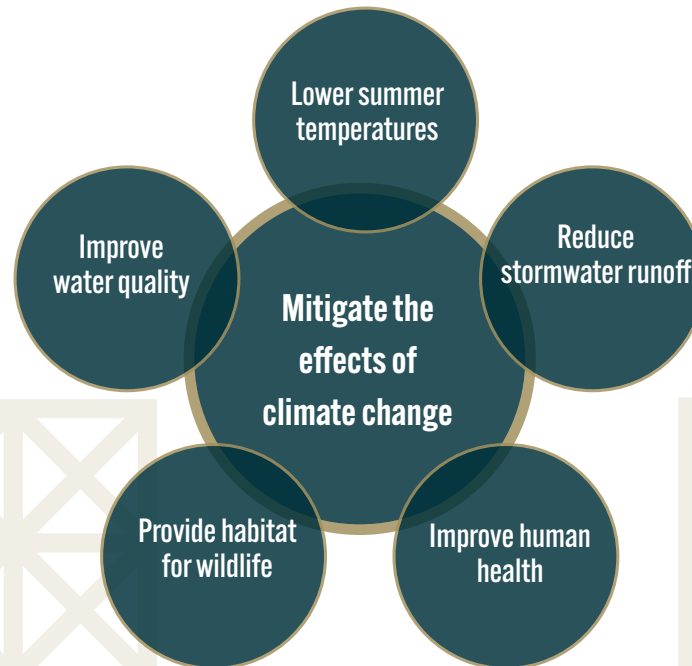 Lower summer
temperatures
Improve
water quality
Reduce
stormwater runoff
Mitigate the
effects of
climate change
Provide habitat
for wildlife
Improve human
health